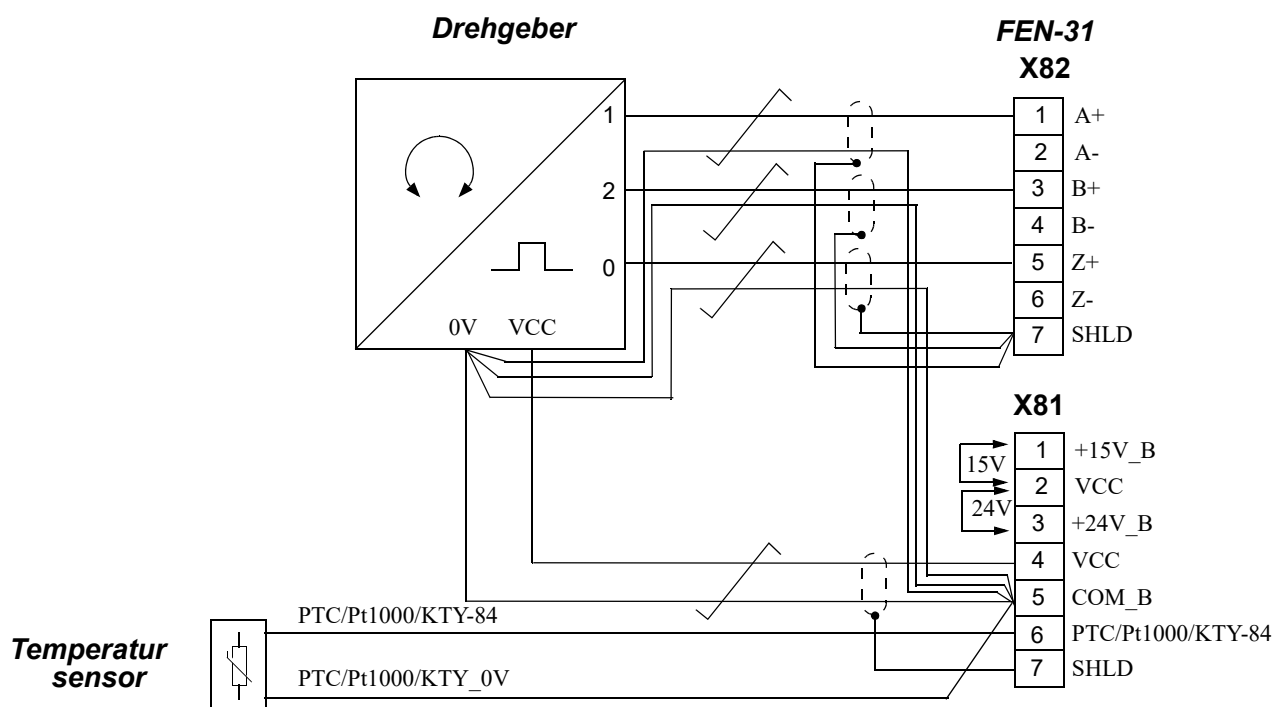 Drehgeber
FEN-31
X82
1
2
0
0V VCC
1 A+
2 A-
3 B+
4 B-
5 Z+
6 Z-
7 SHLD
X81
15V
24V
1 +15V_B
2 VCC
3 +24V_B
4 VCC
5 COM_B
6 PTC/Pt1000/KTY-84
7 SHLD
Temperatur
sensor
PTC/Pt1000/KTY-84
PTC/Pt1000/KTY_0V